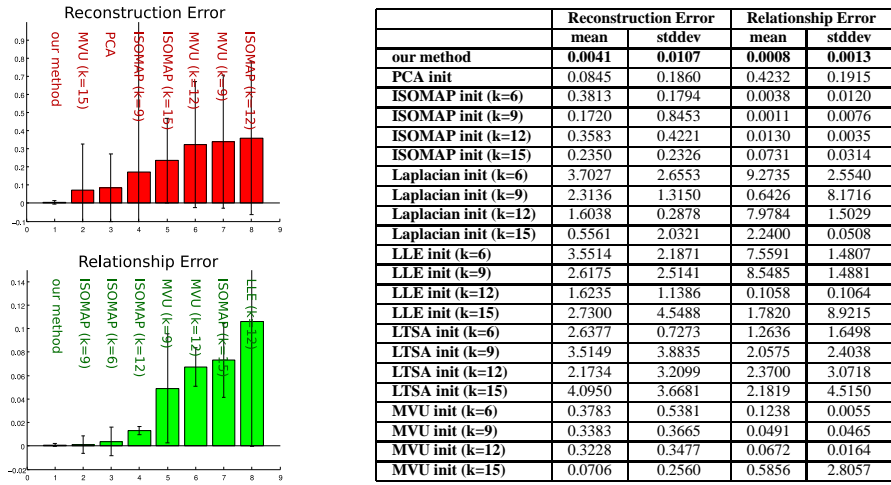 Reconstruction Error
0.9
0.8
0.7
0.6
0.5
0.4
0.3
0.2
0.1
0
-0.1
0 1 2 3 4 5 6 7 8 9
our method
MVU (k=15)
PCA
ISOMAP (k=9)
ISOMAP (k=15)
MVU (k=12)
MVU (k=9)
ISOMAP (k=12)
Relationship Error
0.14
0.12
0.1
0.08
0.06
0.04
0.02
0
-0.02
0 1 2 3 4 5 6 7 8 9
our method
ISOMAP (k=9)
ISOMAP (k=6)
ISOMAP (k=12)
MVU (k=9)
MVU (k=12)
ISOMAP (k=15)
LLE (k=12)
Reconstruction Error Relationship Error
mean stddev mean stddev
our method 0.0041 0.0107 0.0008 0.0013
PCA init 0.0845 0.1860 0.4232 0.1915
ISOMAP init (k=6) 0.3813 0.1794 0.0038 0.0120
ISOMAP init (k=9) 0.1720 0.8453 0.0011 0.0076
ISOMAP init (k=12) 0.3583 0.4221 0.0130 0.0035
ISOMAP init (k=15) 0.2350 0.2326 0.0731 0.0314
Laplacian init (k=6) 3.7027 2.6553 9.2735 2.5540
Laplacian init (k=9) 2.3136 1.3150 0.6426 8.1716
Laplacian init (k=12) 1.6038 0.2878 7.9784 1.5029
Laplacian init (k=15) 0.5561 2.0321 2.2400 0.0508
LLE init (k=6) 3.5514 2.1871 7.5591 1.4807
LLE init (k=9) 2.6175 2.5141 8.5485 1.4881
LLE init (k=12) 1.6235 1.1386 0.1058 0.1064
LLE init (k=15) 2.7300 4.5488 1.7820 8.9215
LTSA init (k=6) 2.6377 0.7273 1.2636 1.6498
LTSA init (k=9) 3.5149 3.8835 2.0575 2.4038
LTSA init (k=12) 2.1734 3.2099 2.3700 3.0718
LTSA init (k=15) 4.0950 3.6681 2.1819 4.5150
MVU init (k=6) 0.3783 0.5381 0.1238 0.0055
MVU init (k=9) 0.3383 0.3665 0.0491 0.0465
MVU init (k=12) 0.3228 0.3477 0.0672 0.0164
MVU init (k=15) 0.0706 0.2560 0.5856 2.8057